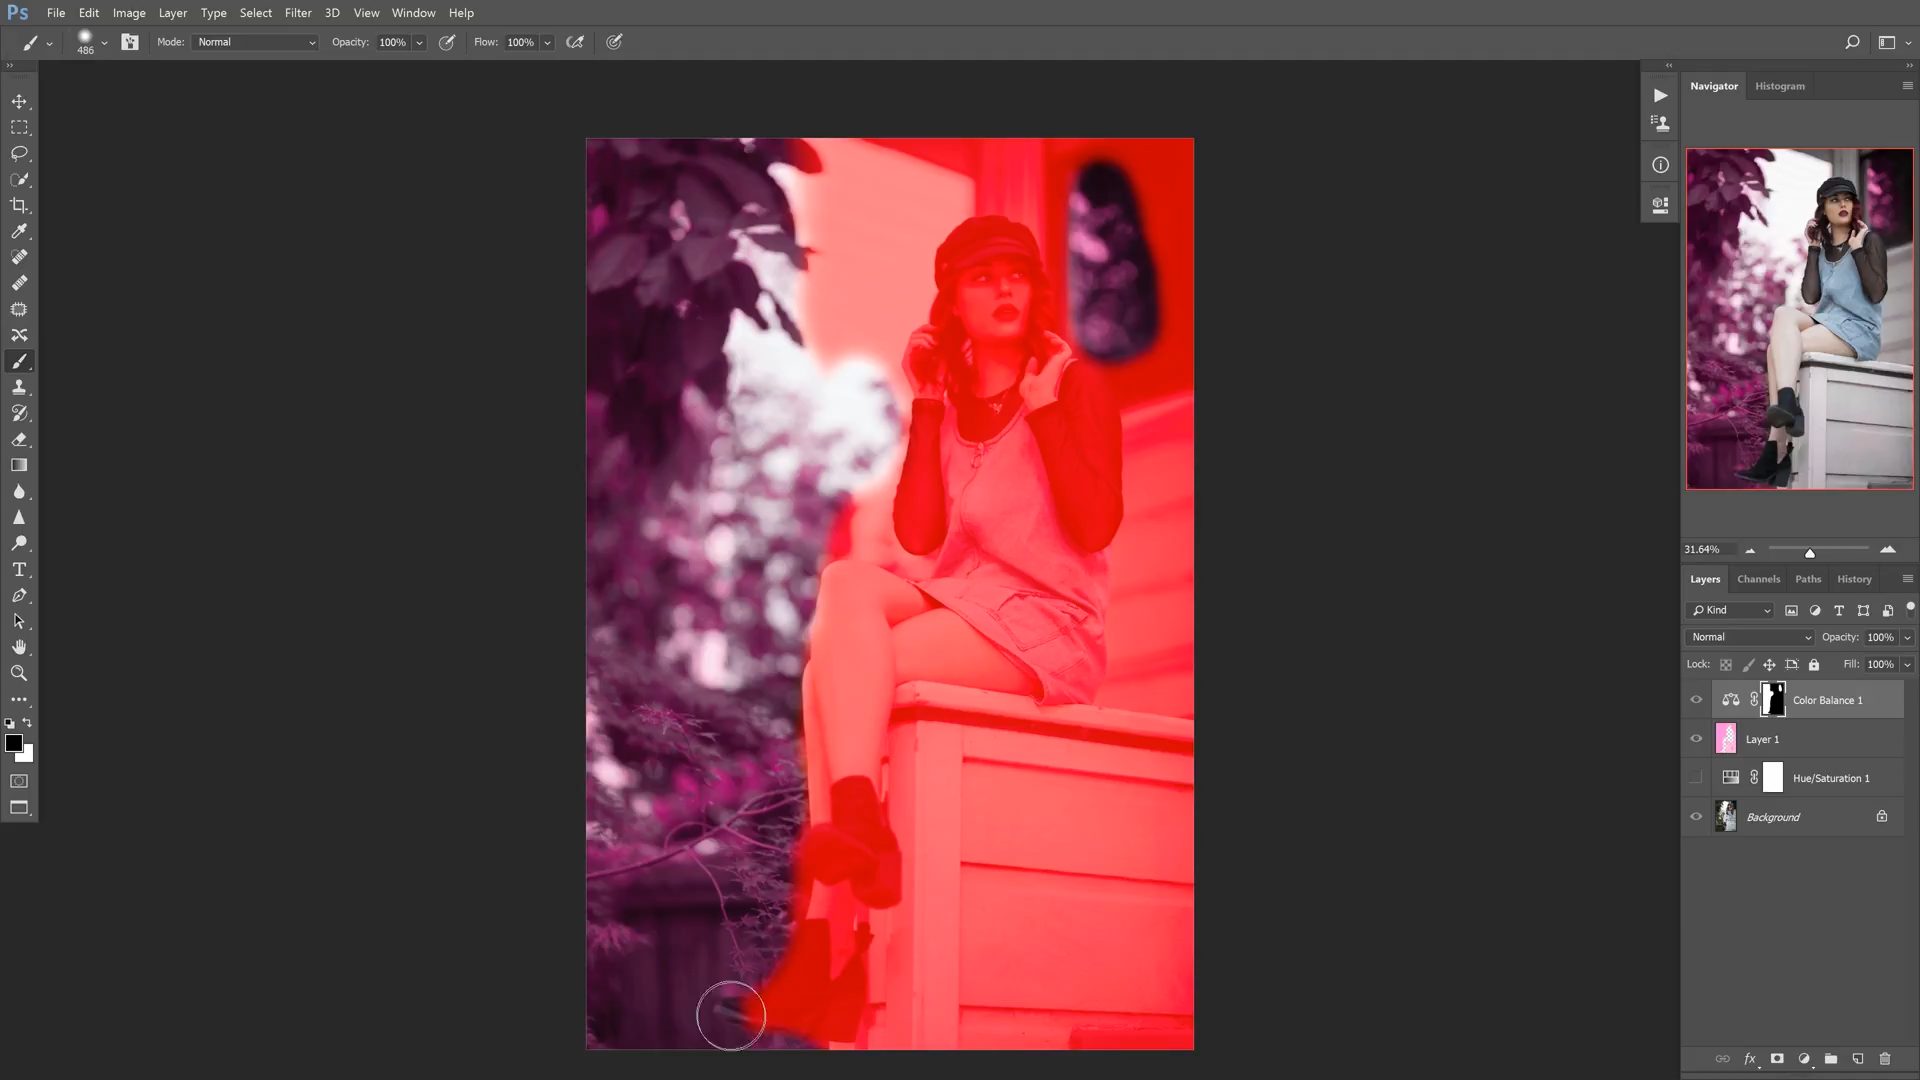 Ps File Edit Image Layer Type Select Filter 3D View Window Help
486 Mode: Normal Opacity: 100% Flow: 100%
Navigator Histogram
31.64%
Layers Channels Paths History
Kind
Normal Opacity: 100%
Lock: Fill: 100%
Color Balance 1
Layer 1
Hue/Saturation 1
Background